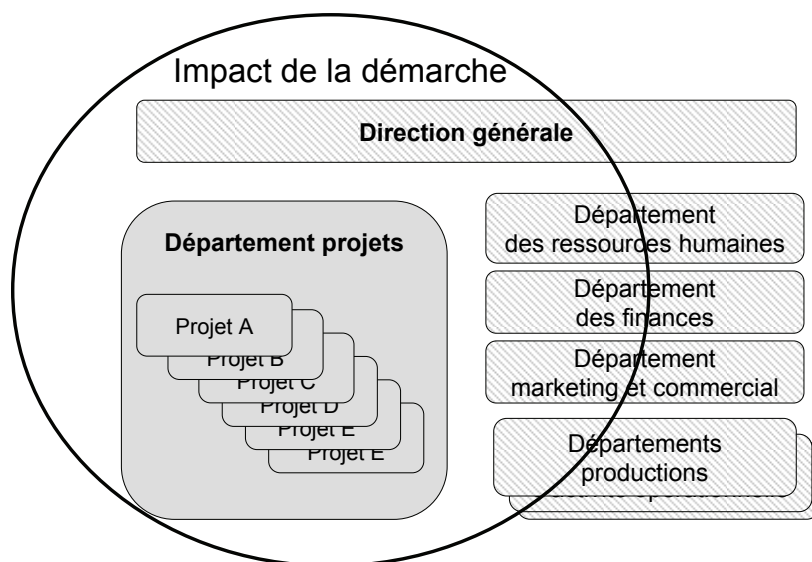 Impact de la démarche
Direction générale
Département projets
Projet A
Projet B
Projet C
Projet D
Projet E
Projet E
Département
des ressources humaines
Département
des finances
Département
marketing et commercial
Départements
productions